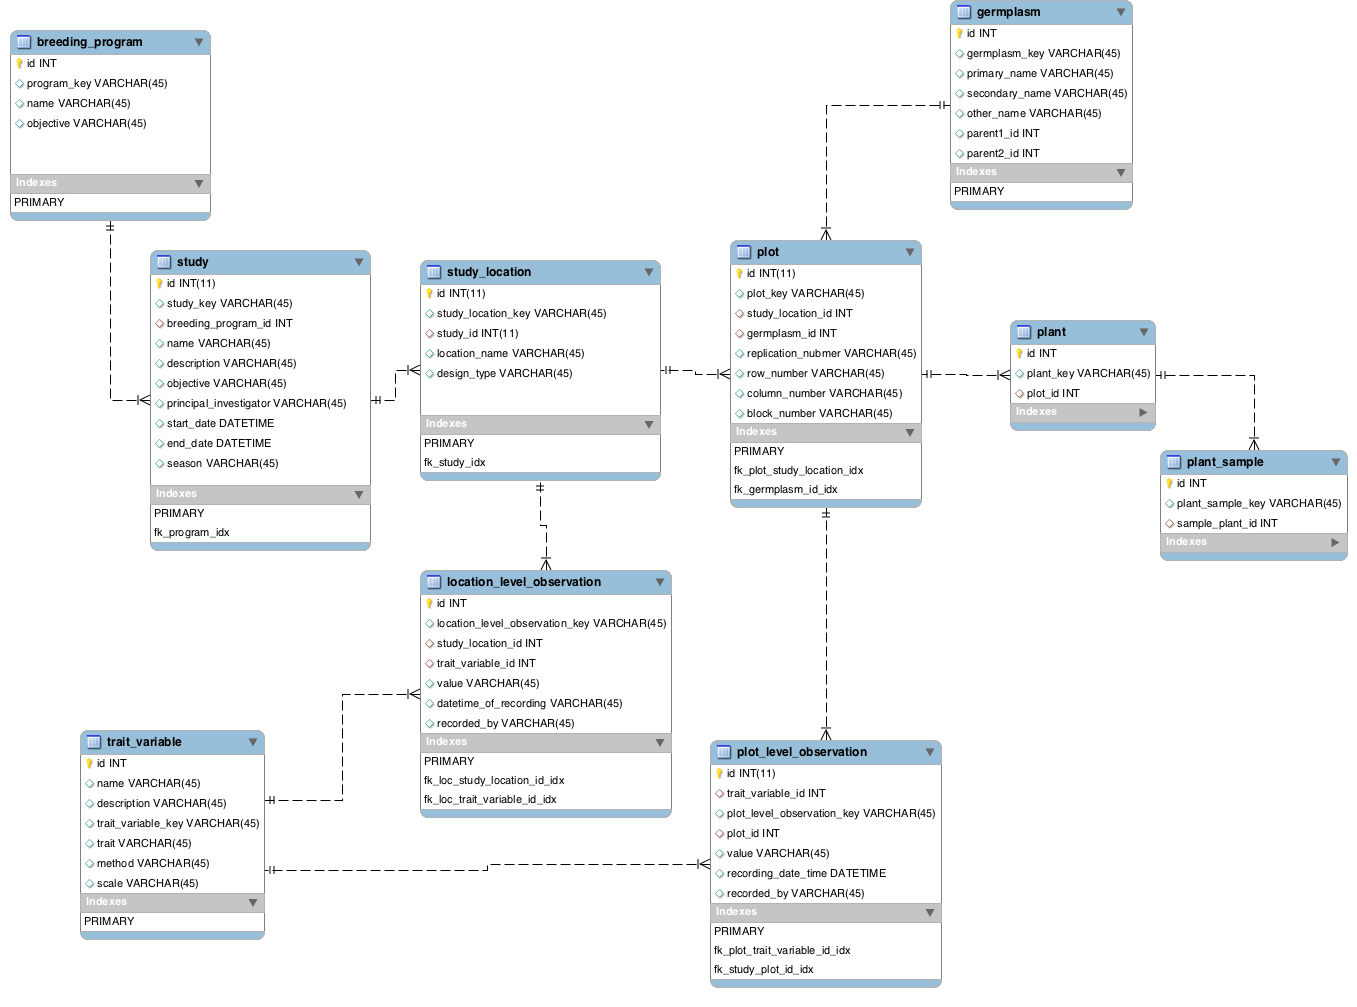 breeding_program
id INT
program_key VARCHAR(45)
name VARCHAR(45)
objective VARCHAR(45)
Indexes
PRIMARY
germplasm
id INT
germplasm_key VARCHAR(45)
primary_name VARCHAR(45)
secondary_name VARCHAR(45)
other_name VARCHAR(45)
parent1_id INT
parent2_id INT
Indexes
PRIMARY
study
id INT(11)
study_key VARCHAR(45)
breeding_program_id INT
name VARCHAR(45)
description VARCHAR(45)
objective VARCHAR(45)
principal_investigator VARCHAR(45)
start_date DATETIME
end_date DATETIME
season VARCHAR(45)
Indexes
PRIMARY
fk_program_idx
study_location
id INT(11)
study_location_key VARCHAR(45)
study_id INT(11)
location_name VARCHAR(45)
design_type VARCHAR(45)
Indexes
PRIMARY
fk_study_idx
plot
id INT(11)
plot_key VARCHAR(45)
study_location_id INT
germplasm_id INT
replication_nubmer VARCHAR(45)
row_number VARCHAR(45)
column_number VARCHAR(45)
block_number VARCHAR(45)
Indexes
PRIMARY
fk_plot_study_location_idx
fk_germplasm_id_idx
plant
id INT
plant_key VARCHAR(45)
plot_id INT
Indexes
plant_sample
id INT
plant_sample_key VARCHAR(45)
sample_plant_id INT
Indexes
location_level_observation
id INT
location_level_observation_key VARCHAR(45)
study_location_id INT
trait_variable_id INT
value VARCHAR(45)
datetime_of_recording VARCHAR(45)
recorded_by VARCHAR(45)
Indexes
PRIMARY
fk_loc_study_location_id_idx
fk_loc_trait_variable_id_idx
trait_variable
id INT
name VARCHAR(45)
description VARCHAR(45)
trait_variable_key VARCHAR(45)
trait VARCHAR(45)
method VARCHAR(45)
scale VARCHAR(45)
Indexes
PRIMARY
plot_level_observation
id INT(11)
trait_variable_id INT
plot_level_observation_key VARCHAR(45)
plot_id INT
value VARCHAR(45)
recording_date_time DATETIME
recorded_by VARCHAR(45)
Indexes
PRIMARY
fk_plot_trait_variable_id_idx
fk_study_plot_id_idx